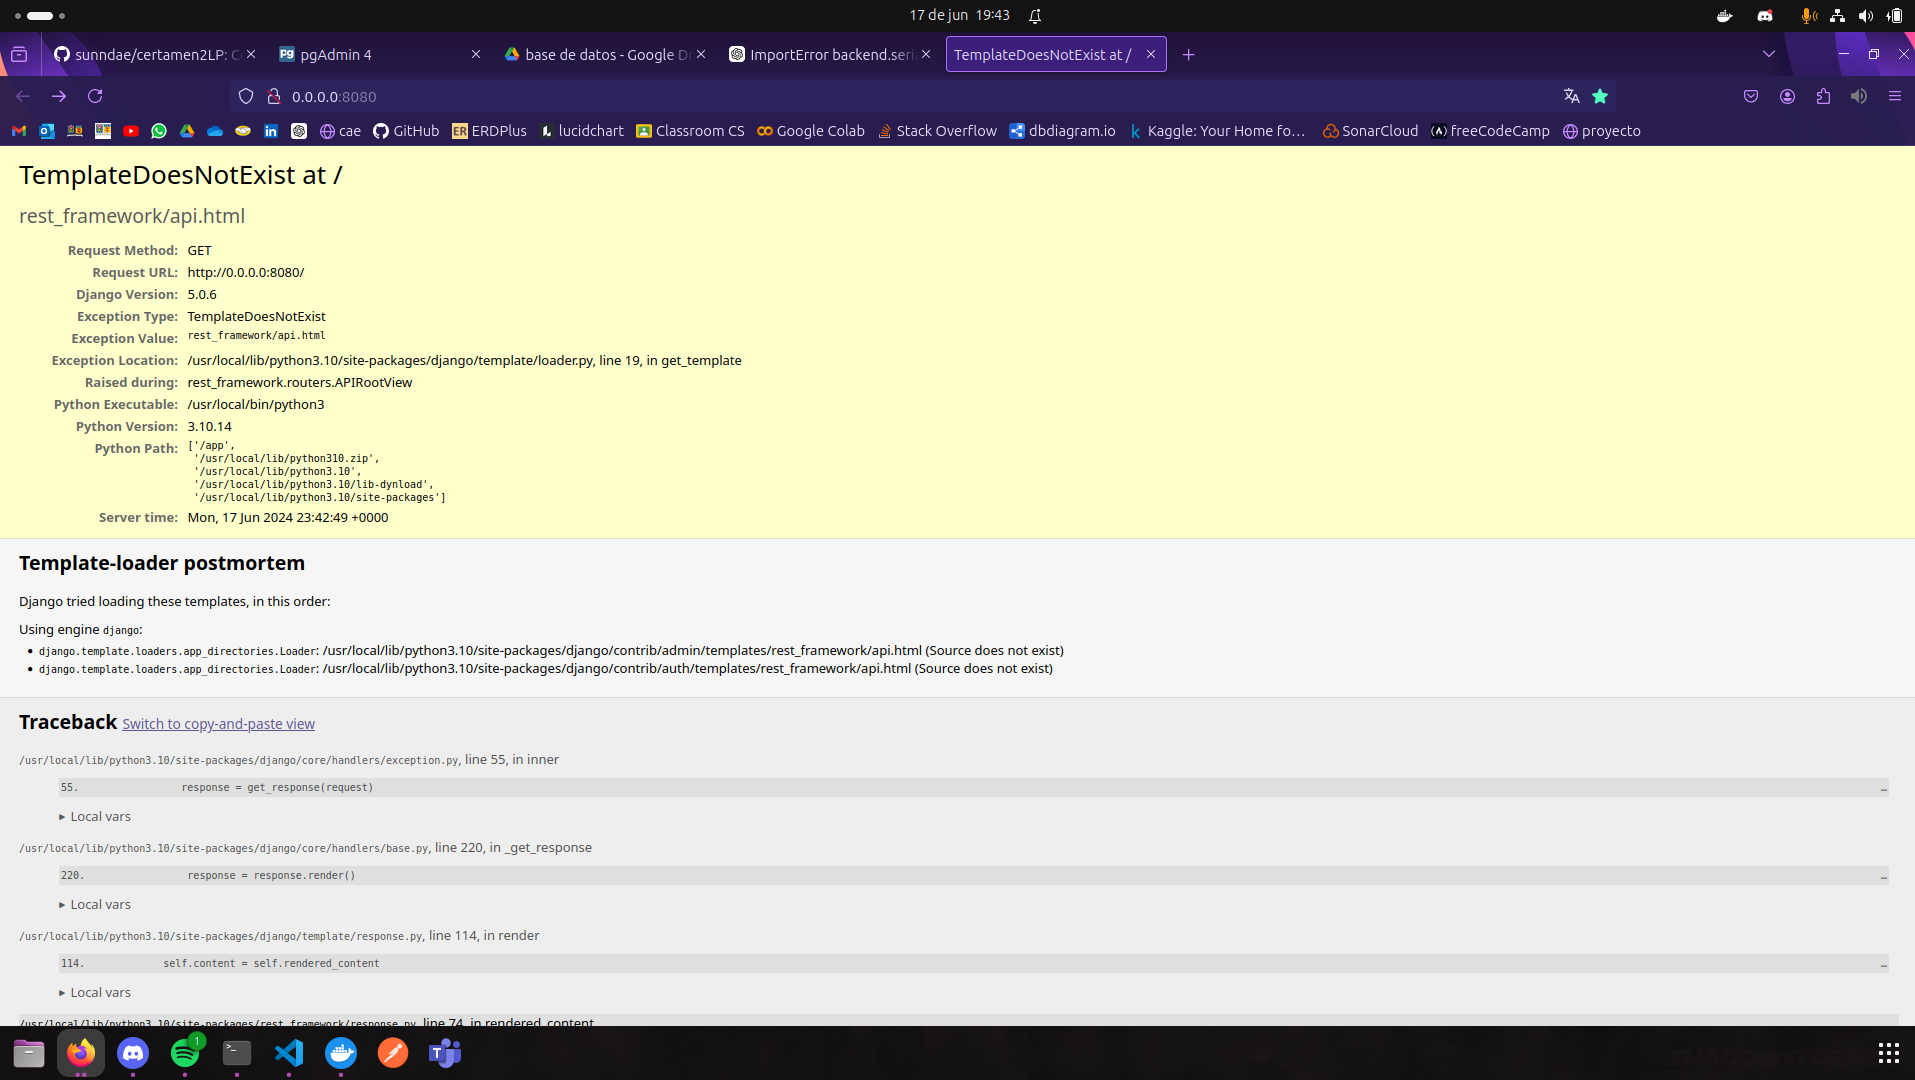 17 de jun 19:43
sunndae/certamen2LP: C
pgAdmin 4
base de datos - Google Dr
ImportError backend.seria
TemplateDoesNotExist at /
0.0.0.0:8080
cae
GitHub
ERDPlus
lucidchart
Classroom CS
Google Colab
Stack Overflow
dbdiagram.io
Kaggle: Your Home fo…
SonarCloud
freeCodeCamp
proyecto
TemplateDoesNotExist at /
rest_framework/api.html
Request Method: GET
Request URL: http://0.0.0.0:8080/
Django Version: 5.0.6
Exception Type: TemplateDoesNotExist
Exception Value: rest_framework/api.html
Exception Location: /usr/local/lib/python3.10/site-packages/django/template/loader.py, line 19, in get_template
Raised during: rest_framework.routers.APIRootView
Python Executable: /usr/local/bin/python3
Python Version: 3.10.14
Python Path: ['/app',
'/usr/local/lib/python310.zip',
'/usr/local/lib/python3.10',
'/usr/local/lib/python3.10/lib-dynload',
'/usr/local/lib/python3.10/site-packages']
Server time: Mon, 17 Jun 2024 23:42:49 +0000
Template-loader postmortem
Django tried loading these templates, in this order:
Using engine django:
• django.template.loaders.app_directories.Loader: /usr/local/lib/python3.10/site-packages/django/contrib/admin/templates/rest_framework/api.html (Source does not exist)
• django.template.loaders.app_directories.Loader: /usr/local/lib/python3.10/site-packages/django/contrib/auth/templates/rest_framework/api.html (Source does not exist)
Traceback Switch to copy-and-paste view
/usr/local/lib/python3.10/site-packages/django/core/handlers/exception.py, line 55, in inner
55. response = get_response(request)
▸ Local vars
/usr/local/lib/python3.10/site-packages/django/core/handlers/base.py, line 220, in _get_response
220. response = response.render()
▸ Local vars
/usr/local/lib/python3.10/site-packages/django/template/response.py, line 114, in render
114. self.content = self.rendered_content
▸ Local vars
/usr/local/lib/python3.10/site-packages/rest_framework/response.py, line 74, in rendered_content
1